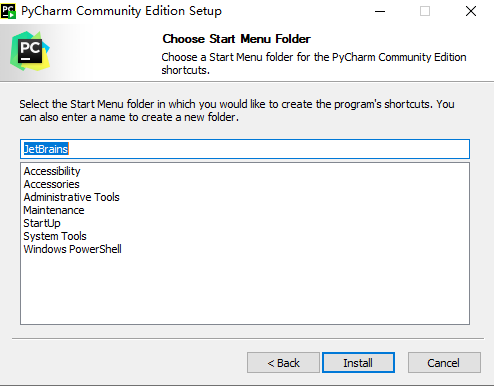 PC
PyCharm Community Edition Setup
PC
Choose Start Menu Folder
Choose a Start Menu folder for the PyCharm Community Edition
shortcuts.
Select the Start Menu folder in which you would like to create the program's shortcuts. You
can also enter a name to create a new folder.
JetBrains
Accessibility
Accessories
Administrative Tools
Maintenance
StartUp
System Tools
Windows PowerShell
< Back
Install
Cancel